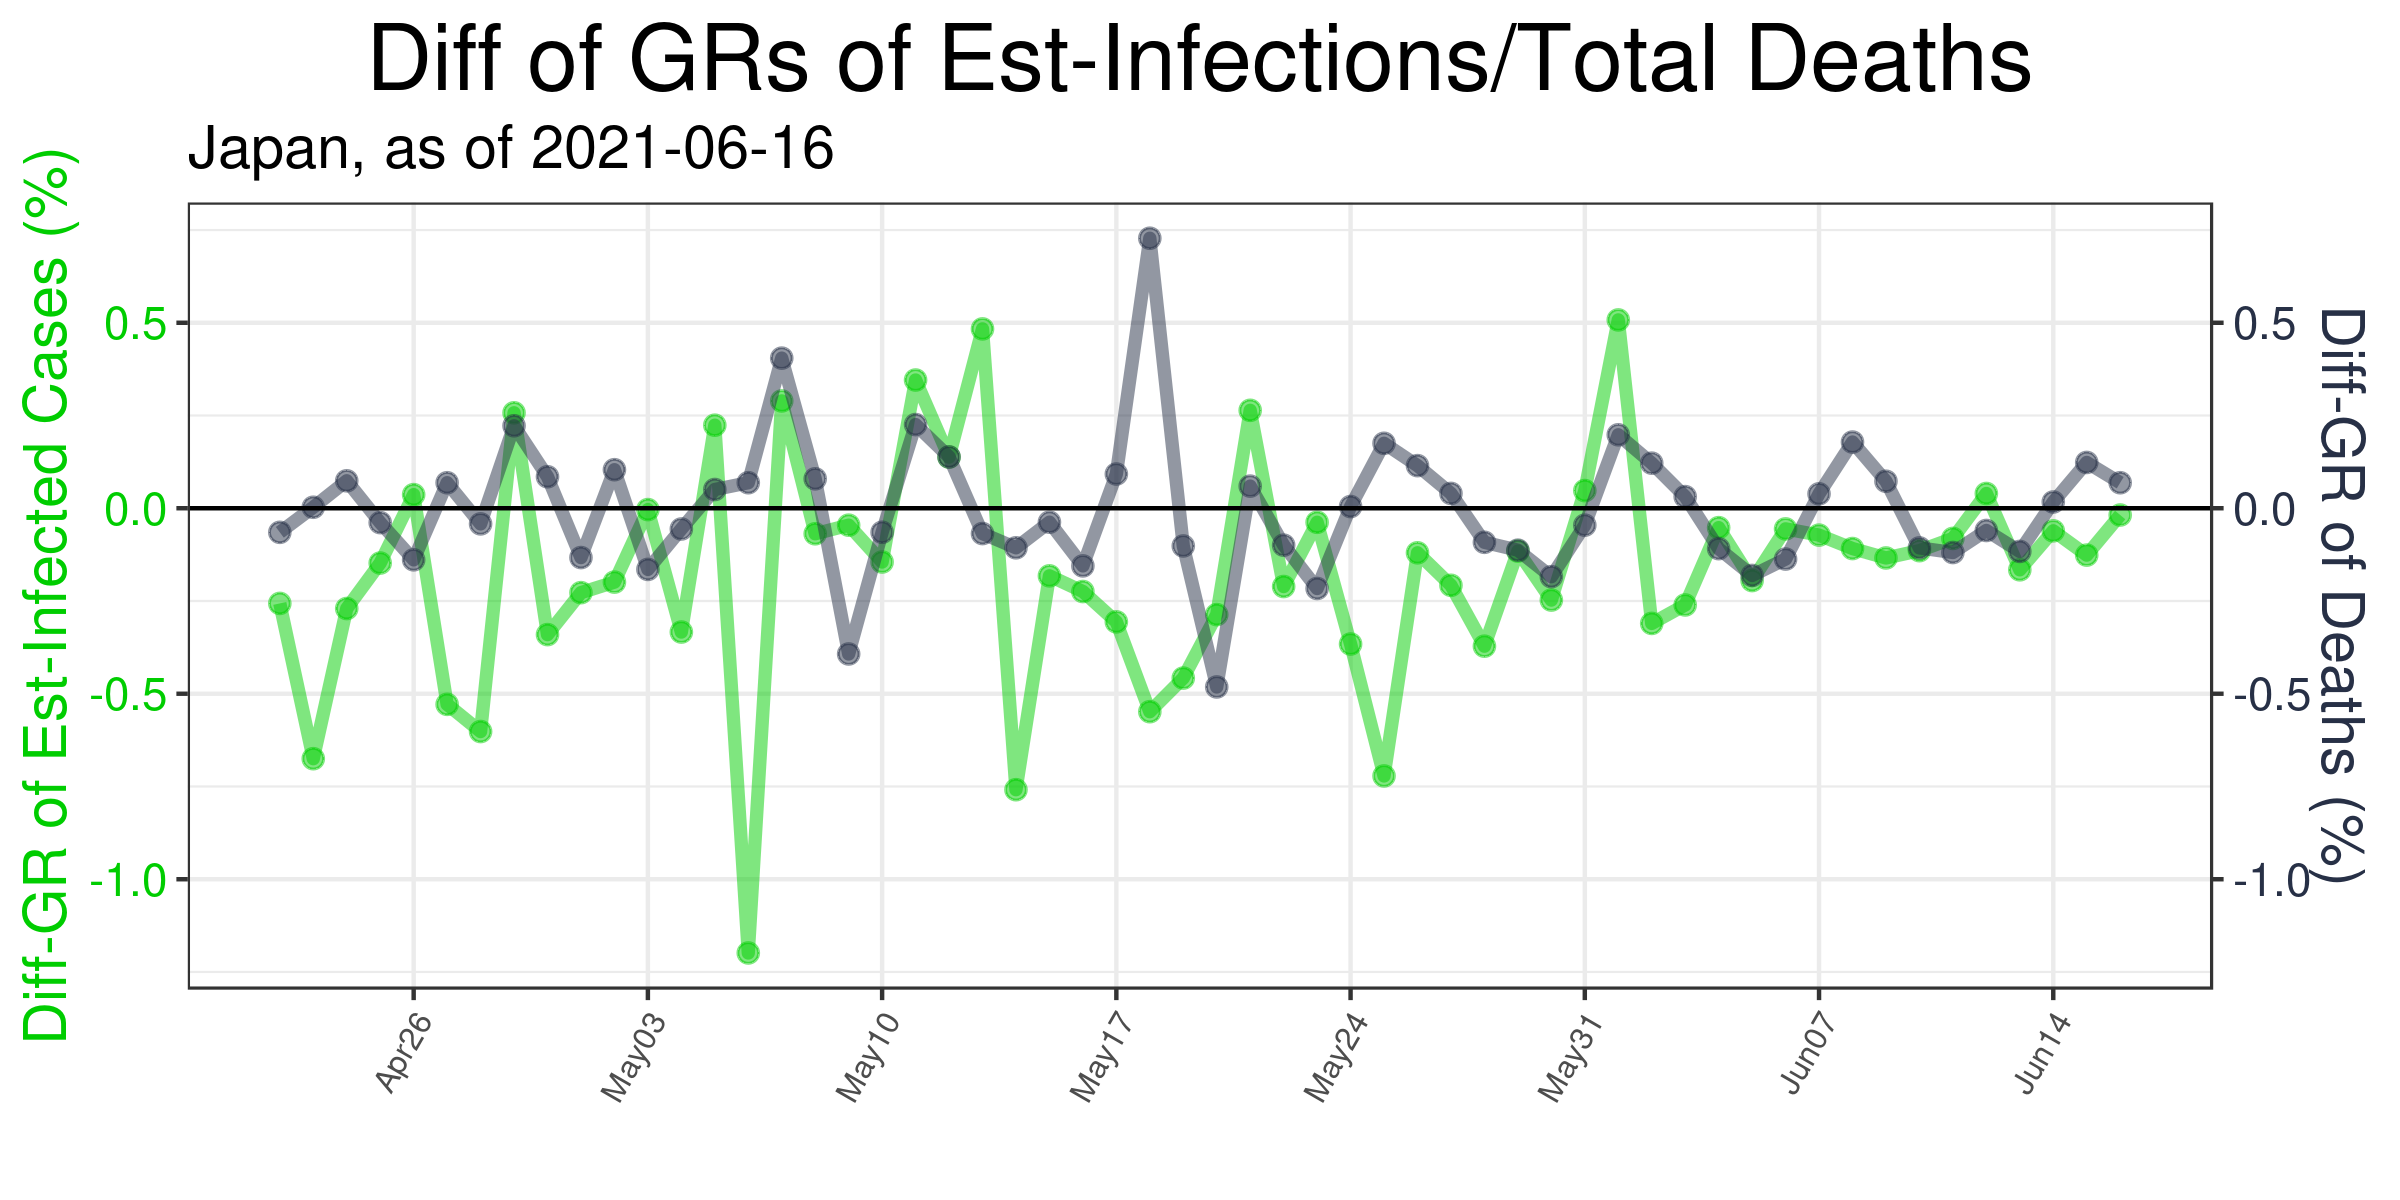 Diff of GRs of Est-Infections/Total Deaths
Japan, as of 2021-06-16
Diff-GR of Est-Infected Cases (%)
0.5
0.0
-0.5
-1.0
0.5
0.0
-0.5
-1.0
Diff-GR of Deaths (%)
Apr26
May03
May10
May17
May24
May31
Jun07
Jun14